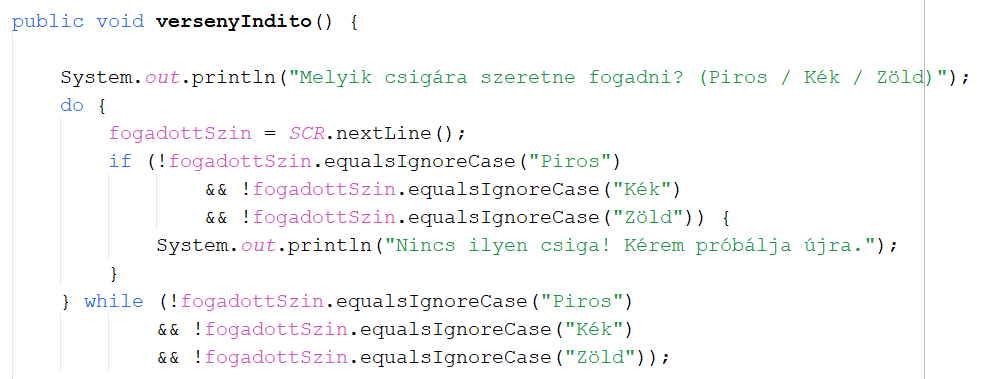 public void versenyIndito() {
System.out.println("Melyik csigára szeretne fogadni? (Piros / Kék / Zöld)");
do {
fogadottSzin = SCR.nextLine();
if (!fogadottSzin.equalsIgnoreCase("Piros")
&& !fogadottSzin.equalsIgnoreCase("Kék")
&& !fogadottSzin.equalsIgnoreCase("Zöld")) {
System.out.println("Nincs ilyen csiga! Kérem próbálja újra.");
}
} while (!fogadottSzin.equalsIgnoreCase("Piros")
&& !fogadottSzin.equalsIgnoreCase("Kék")
&& !fogadottSzin.equalsIgnoreCase("Zöld"));